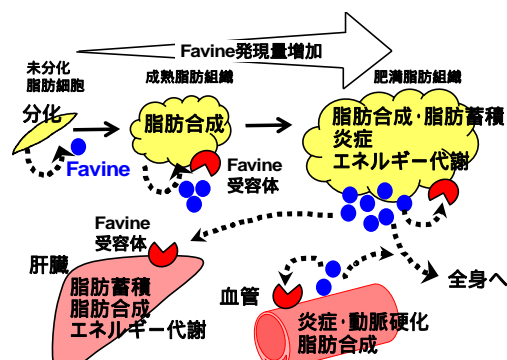 Favine発現量増加
未分化
脂肪細胞
成熟脂肪組織
肥満脂肪組織
分化
脂肪合成
脂肪合成・脂肪蓄積
炎症
エネルギー代謝
Favine
Favine
受容体
Favine
受容体
肝臓
脂肪蓄積
脂肪合成
エネルギー代謝
血管
全身へ
炎症・動脈硬化
脂肪合成